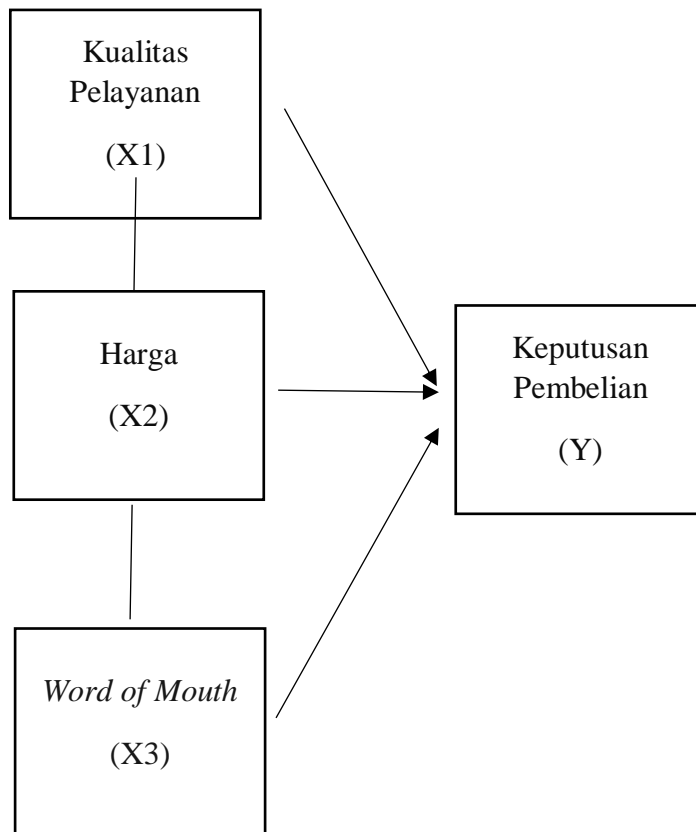 Kualitas
Pelayanan
(X1)
Harga
(X2)
Keputusan
Pembelian
(Y)
Word of Mouth
(X3)